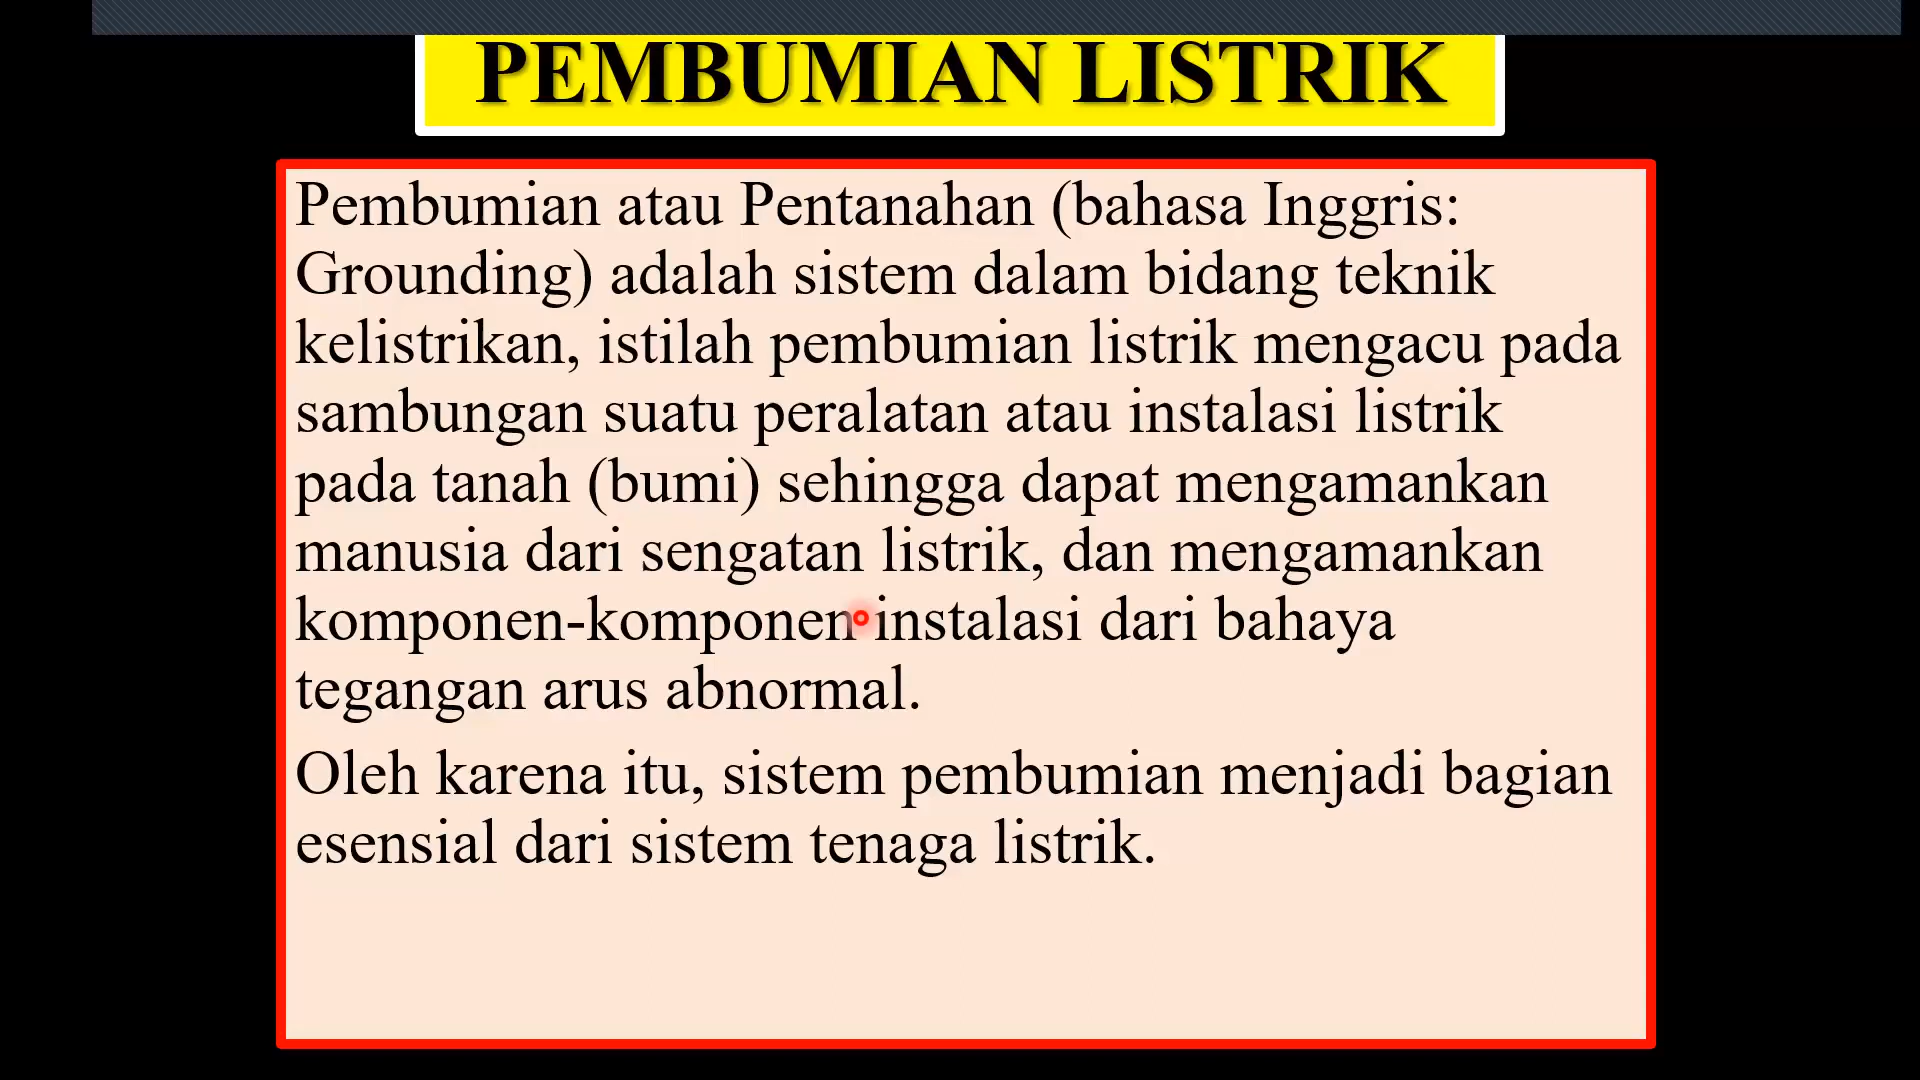 PEMBUMIAN LISTRIK
Pembumian atau Pentanahan (bahasa Inggris:
Grounding) adalah sistem dalam bidang teknik
kelistrikan, istilah pembumian listrik mengacu pada
sambungan suatu peralatan atau instalasi listrik
pada tanah (bumi) sehingga dapat mengamankan
manusia dari sengatan listrik, dan mengamankan
komponen-komponen instalasi dari bahaya
tegangan arus abnormal.
Oleh karena itu, sistem pembumian menjadi bagian
esensial dari sistem tenaga listrik.